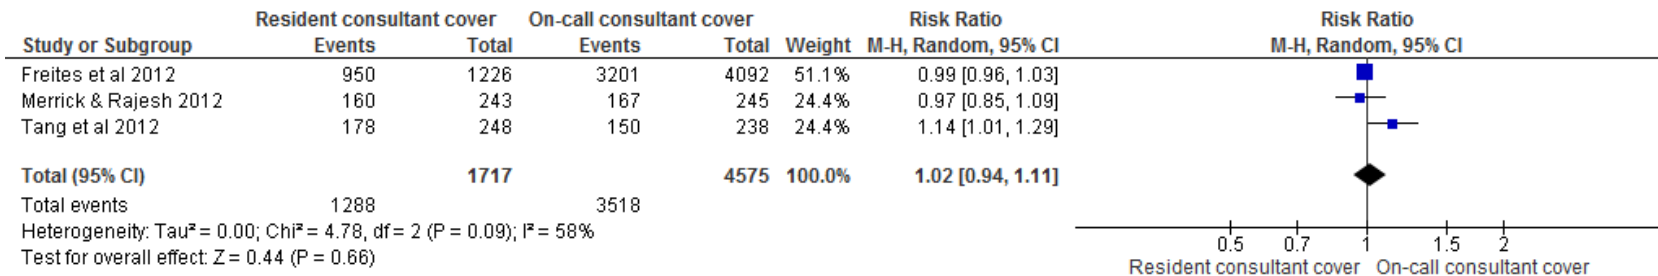 Resident consultant cover On-call consultant cover Risk Ratio Risk Ratio
Study or Subgroup Events Total Events Total Weight M-H, Random, 95% CI M-H, Random, 95% CI
Freites et al 2012 950 1226 3201 4092 51.1% 0.99 [0.96, 1.03]
Merrick & Rajesh 2012 160 243 167 245 24.4% 0.97 [0.85, 1.09]
Tang et al 2012 178 248 150 238 24.4% 1.14 [1.01, 1.29]
Total (95% CI) 1717 4575 100.0% 1.02 [0.94, 1.11]
Total events 1288 3518
Heterogeneity: Tau² = 0.00; Chi² = 4.78, df = 2 (P = 0.09); I² = 58%
Test for overall effect: Z = 0.44 (P = 0.66)
0.5 0.7 1 1.5 2
Resident consultant cover On-call consultant cover